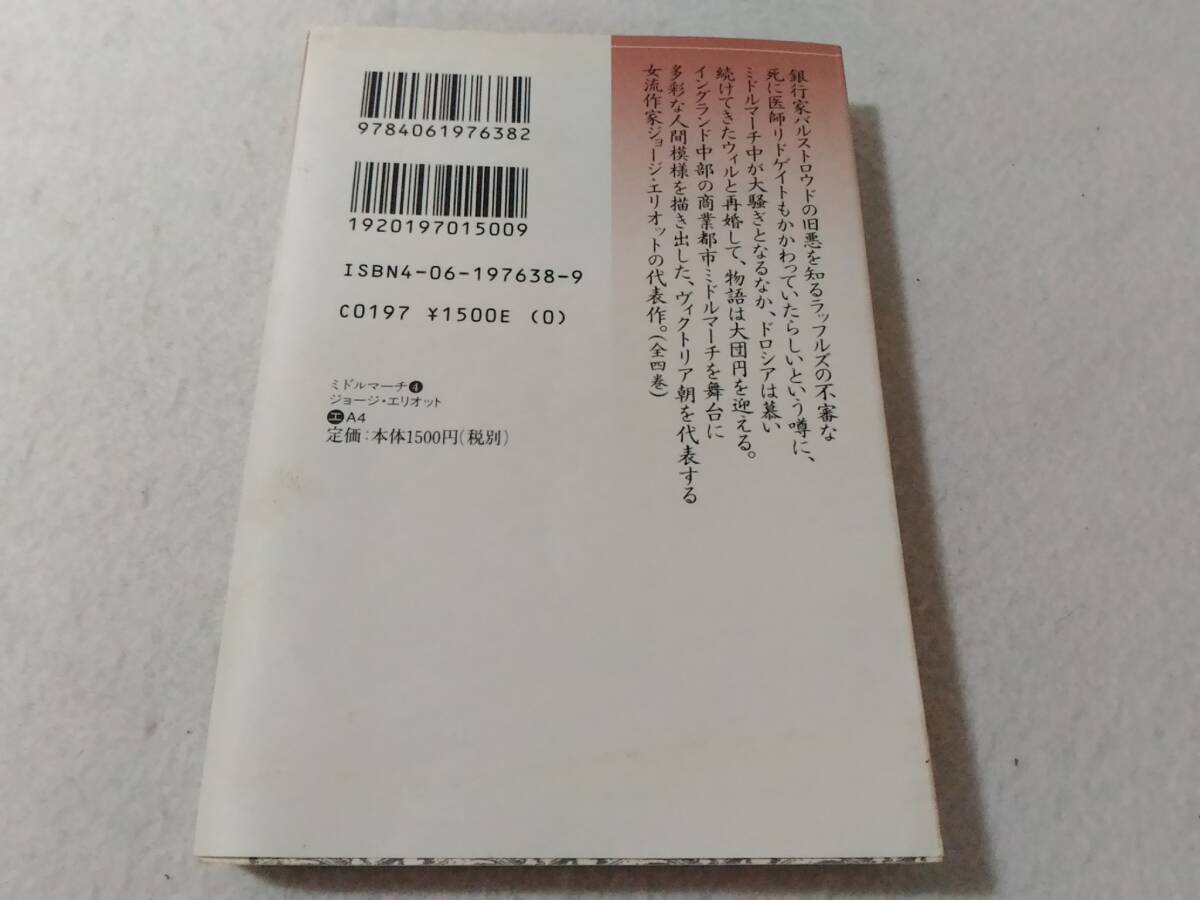 銀行家バルストロウドの旧悪を知るラッフルズの不審な
死に医師リドゲイトもかかわっていたらしいという噂に、
ミドルマーチ中が大騒ぎとなるなか、ドロシアは慕い
続けてきたウィルと再婚して、物語は大団円を迎える。
イングランド中部の商業都市ミドルマーチを舞台に
多彩な人間模様を描き出した、ヴィクトリア朝を代表する
女流作家ジョージ・エリオットの代表作。(全四巻)
9784061976382
1920197015009
ISBN4-06-197638-9
C0197 ¥1500E (0)
ミドルマーチ4
ジョージ・エリオット
エA4
定価:本体1500円(税別)